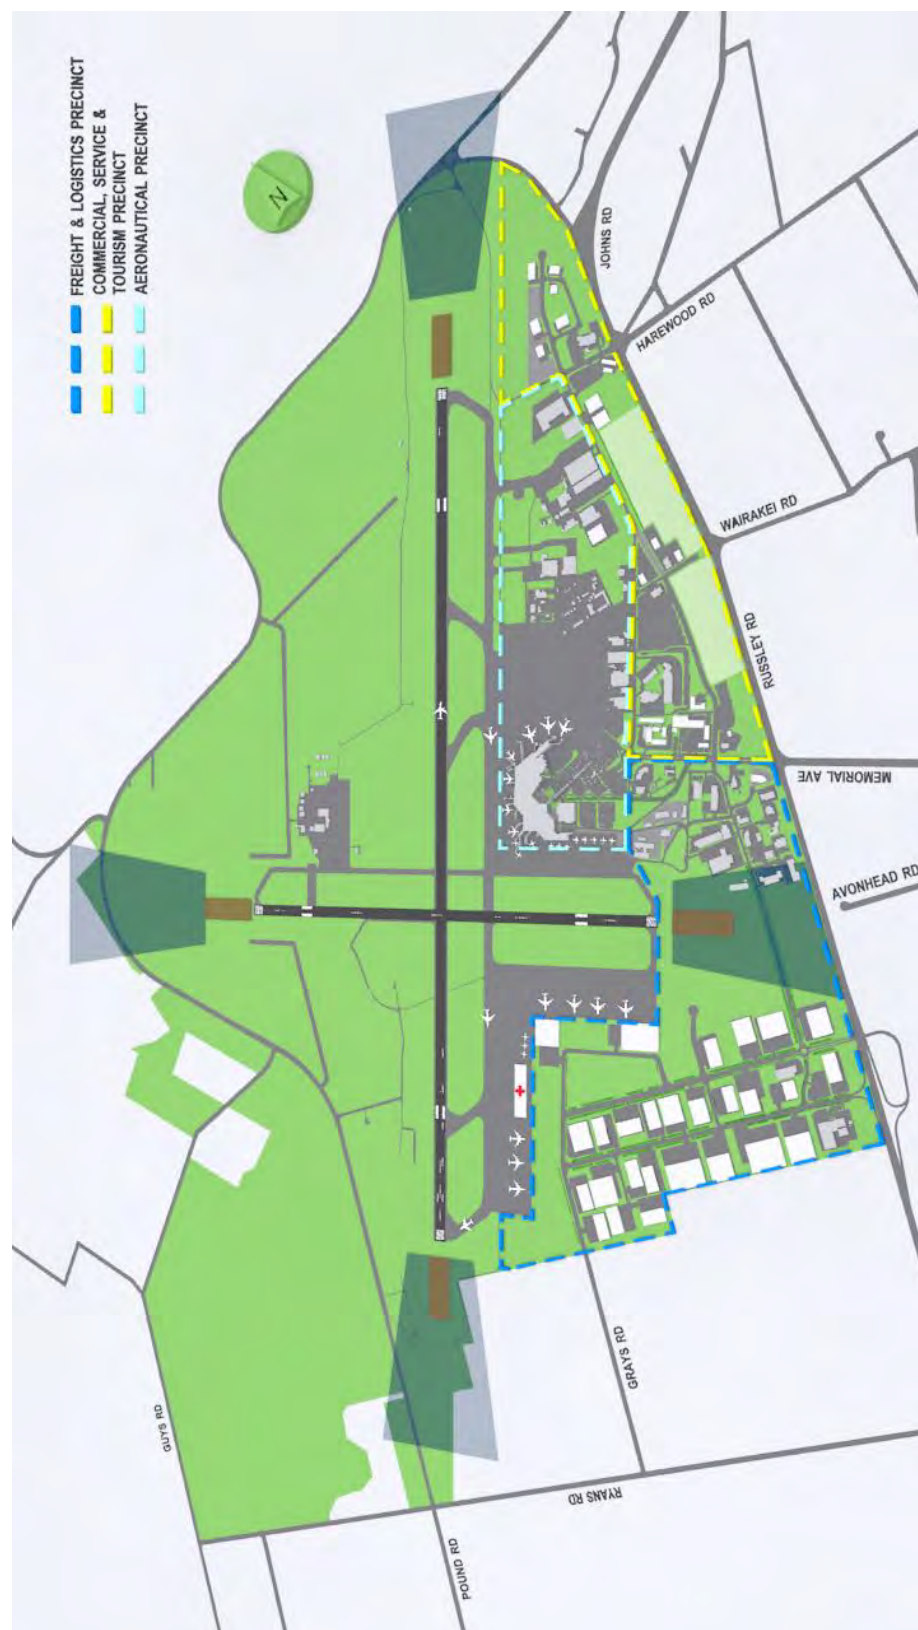 FREIGHT & LOGISTICS PRECINCT
COMMERCIAL, SERVICE &
TOURISM PRECINCT
AERONAUTICAL PRECINCT
N
JOHNS RD
HAREWOOD RD
WAIRAKEI RD
RUSSLEY RD
MEMORIAL AVE
AVONHEAD RD
GRAYS RD
GUYS RD
RYANS RD
POUND RD